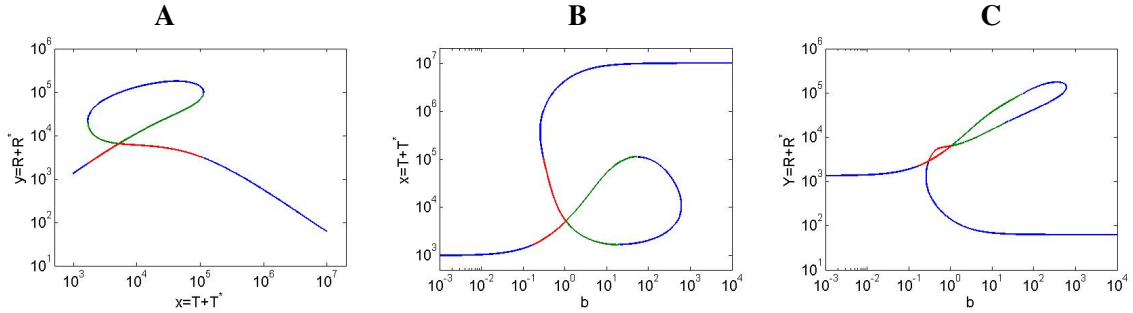 A B C
10^6 10^5 10^4 10^3 10^2 10^1
y=R+R^*
10^3 10^4 10^5 10^6 10^7
x=T+T^*
10^7 10^6 10^5 10^4 10^3
x=T+T^*
10^-3 10^-2 10^-1 10^0 10^1 10^2 10^3 10^4
b
10^6 10^5 10^4 10^3 10^2 10^1
Y=R+R^*
10^-3 10^-2 10^-1 10^0 10^1 10^2 10^3 10^4
b